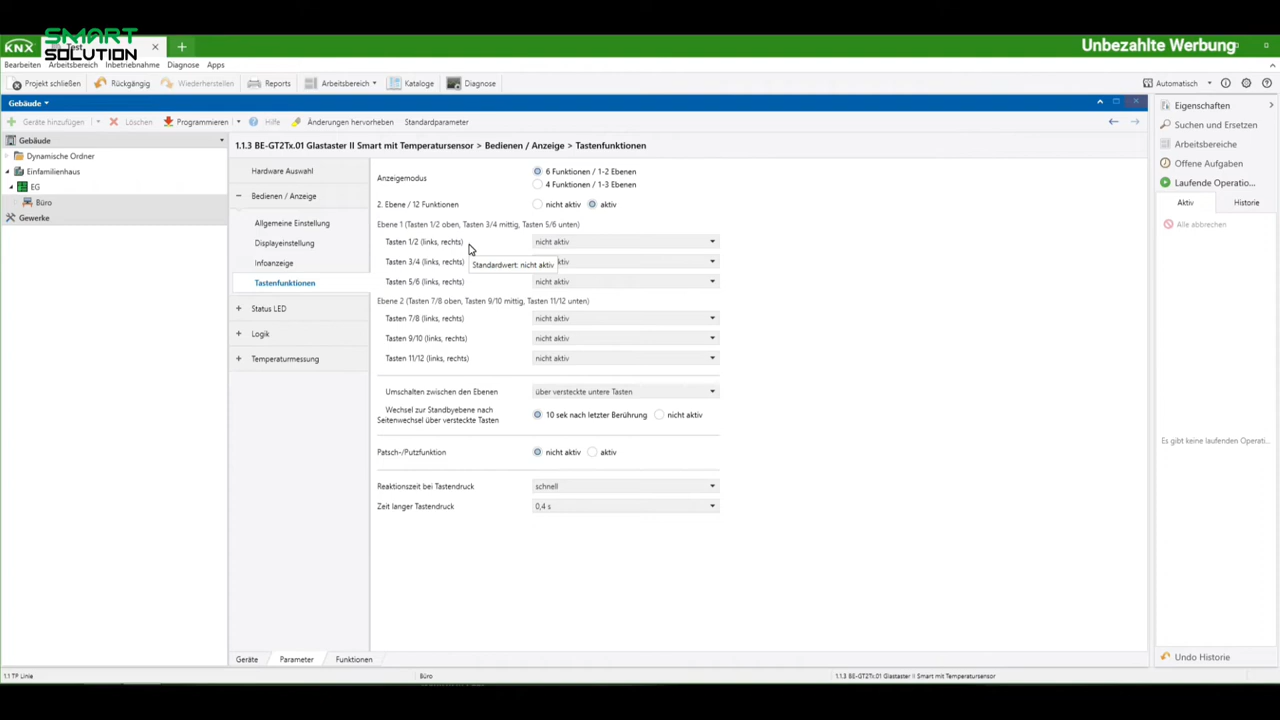 SMART
SOLUTION
KNX
Unbezahlte Werbung
Bearbeiten Arbeitsbereich Inbetriebnahme Diagnose Apps
Projekt schließen Rückgängig Wiederherstellen Reports Arbeitsbereich Kataloge Diagnose Automatisch
Gebäude
Geräte hinzufügen Löschen Programmieren Hilfe Änderungen hervorheben Standardparameter
Gebäude
Dynamische Ordner
Einfamilienhaus
EG
Büro
Gewerke
1.1.3 BE-GT2Tx.01 Glastaster II Smart mit Temperatursensor > Bedienen / Anzeige > Tastenfunktionen
Hardware Auswahl
Bedienen / Anzeige
Allgemeine Einstellung
Displayeinstellung
Infoanzeige
Tastenfunktionen
Status LED
Logik
Temperaturmessung
Anzeigemodus 6 Funktionen / 1-2 Ebenen
4 Funktionen / 1-3 Ebenen
2. Ebene / 12 Funktionen nicht aktiv aktiv
Ebene 1 (Tasten 1/2 oben, Tasten 3/4 mittig, Tasten 5/6 unten)
Tasten 1/2 (links, rechts) nicht aktiv
Standardwert: nicht aktiv
Tasten 3/4 (links, rechts) aktiv
Tasten 5/6 (links, rechts) nicht aktiv
Ebene 2 (Tasten 7/8 oben, Tasten 9/10 mittig, Tasten 11/12 unten)
Tasten 7/8 (links, rechts) nicht aktiv
Tasten 9/10 (links, rechts) nicht aktiv
Tasten 11/12 (links, rechts) nicht aktiv
Umschalten zwischen den Ebenen über versteckte untere Tasten
Wechsel zur Standbyebene nach
Seitenwechsel über versteckte Tasten 10 sek nach letzter Berührung nicht aktiv
Patsch-/Putzfunktion nicht aktiv aktiv
Reaktionszeit bei Tastendruck schnell
Zeit langer Tastendruck 0,4 s
Eigenschaften
Suchen und Ersetzen
Arbeitsbereiche
Offene Aufgaben
Laufende Operatio...
Aktiv Historie
Alle abbrechen
Es gibt keine laufenden Operati...
Undo Historie
Geräte Parameter Funktionen
1.1 TP Linie Büro 1.1.3 BE-GT2Tx.01 Glastaster II Smart mit Temperatursensor